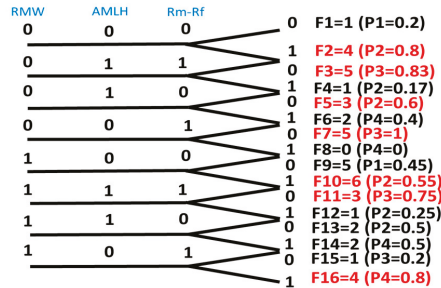 RMW AMLH Rm-Rf
0 0 0 0 F1=1 (P1=0.2)
1 F2=4 (P2=0.8)
0 1 1 0 F3=5 (P3=0.83)
1 F4=1 (P2=0.17)
0 1 0 0 F5=3 (P2=0.6)
1 F6=2 (P4=0.4)
0 0 1 0 F7=5 (P3=1)
1 F8=0 (P4=0)
1 0 0 0 F9=5 (P1=0.45)
1 F10=6 (P2=0.55)
1 1 1 0 F11=3 (P3=0.75)
1 F12=1 (P2=0.25)
1 1 0 0 F13=2 (P2=0.5)
1 F14=2 (P4=0.5)
1 0 1 0 F15=1 (P3=0.2)
1 F16=4 (P4=0.8)